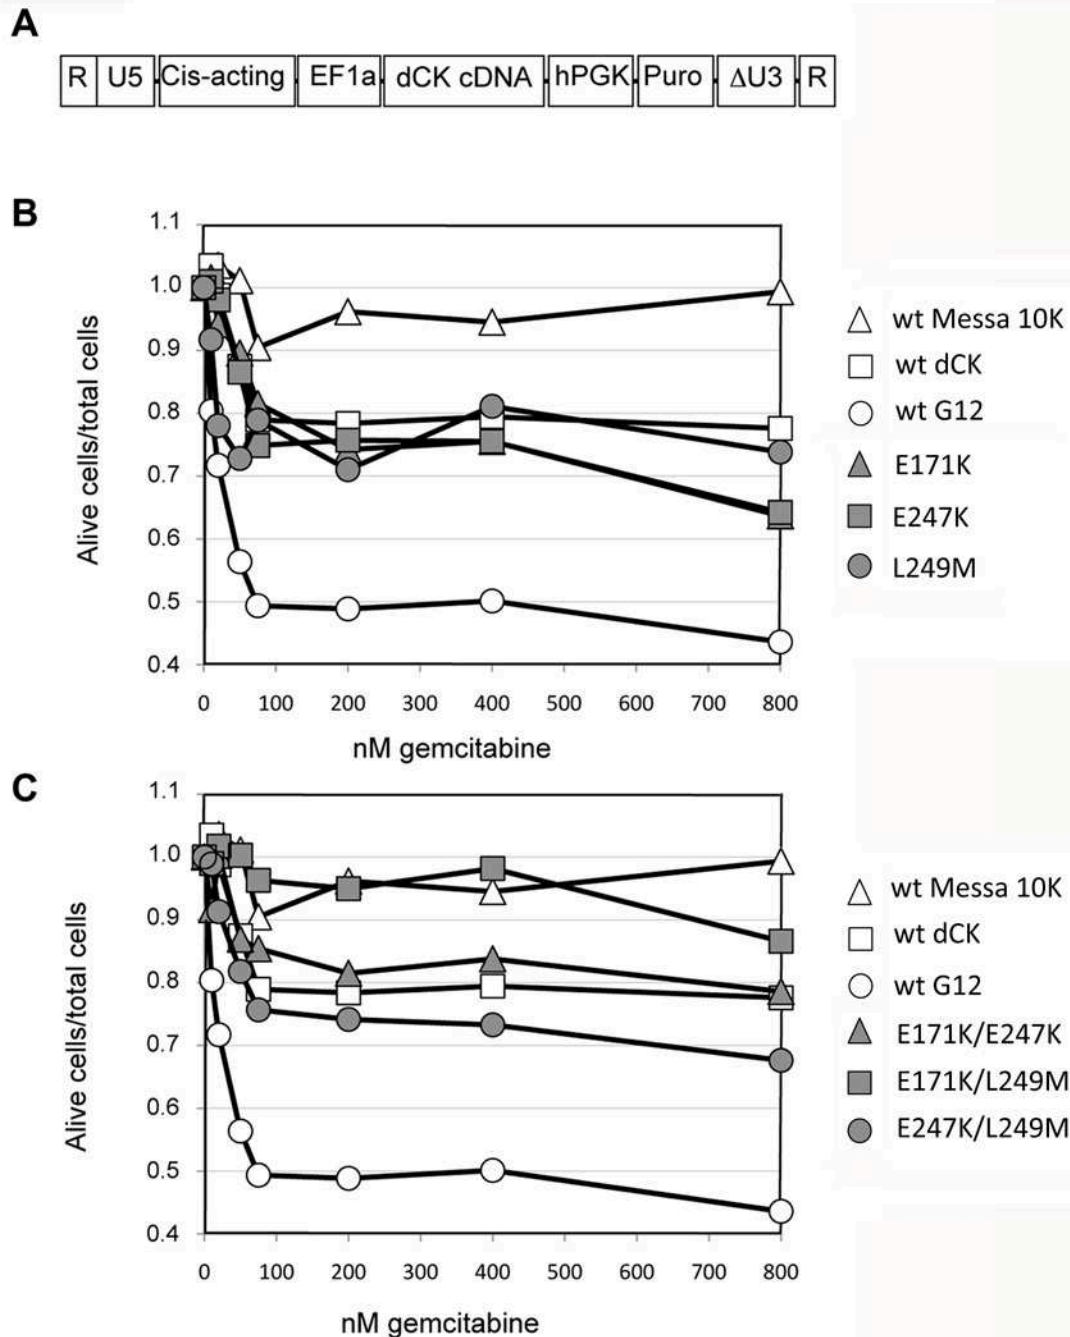 A
R U5 Cis-acting EF1a dCK cDNA hPGK Puro ΔU3 R
B
1.1
1.0
0.9
0.8
0.7
0.6
0.5
0.4
Alive cells/total cells
0 100 200 300 400 500 600 700 800
nM gemcitabine
wt Messa 10K
wt dCK
wt G12
E171K
E247K
L249M
C
1.1
1.0
0.9
0.8
0.7
0.6
0.5
0.4
Alive cells/total cells
0 100 200 300 400 500 600 700 800
nM gemcitabine
wt Messa 10K
wt dCK
wt G12
E171K/E247K
E171K/L249M
E247K/L249M